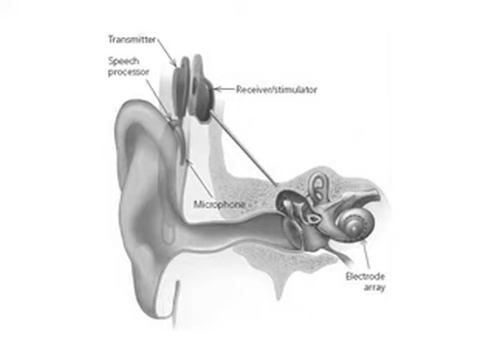 Transmitter
Speech
processor
Receiver/stimulator
Microphone
Electrode
array